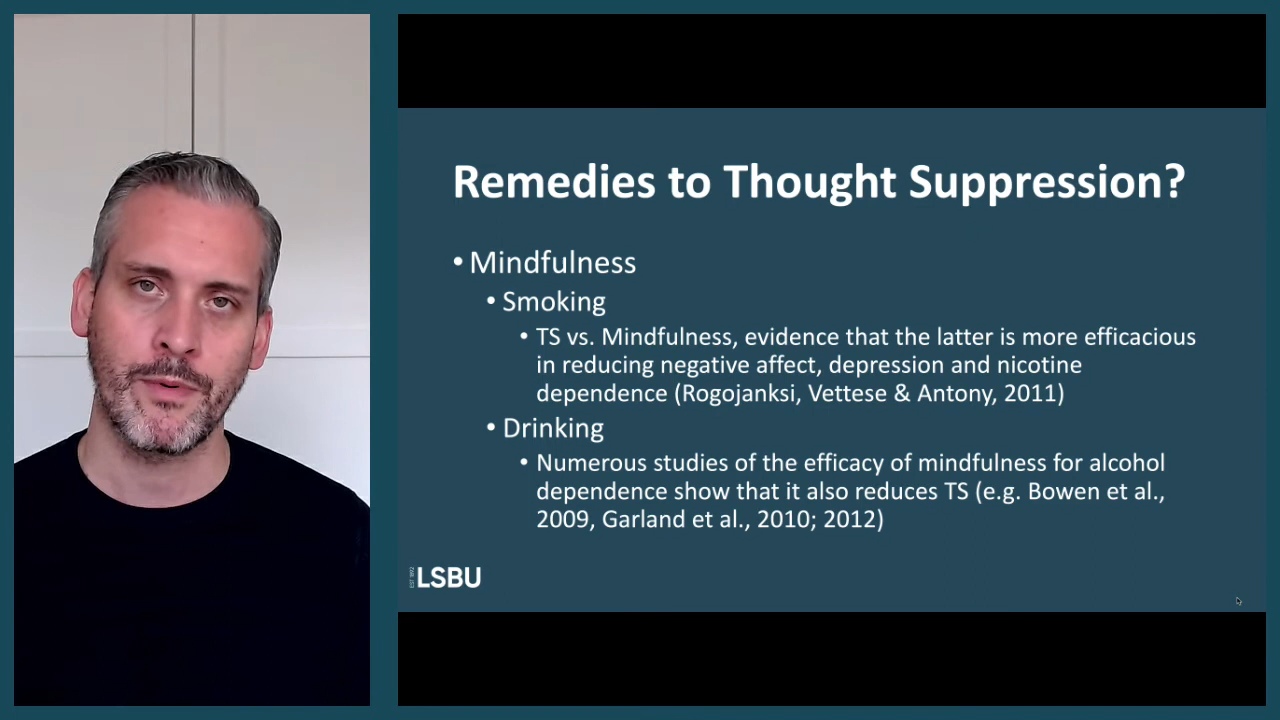 Remedies to Thought Suppression?
• Mindfulness
• Smoking
• TS vs. Mindfulness, evidence that the latter is more efficacious
in reducing negative affect, depression and nicotine
dependence (Rogojanksi, Vettese & Antony, 2011)
• Drinking
• Numerous studies of the efficacy of mindfulness for alcohol
dependence show that it also reduces TS (e.g. Bowen et al.,
2009, Garland et al., 2010; 2012)
LSBU